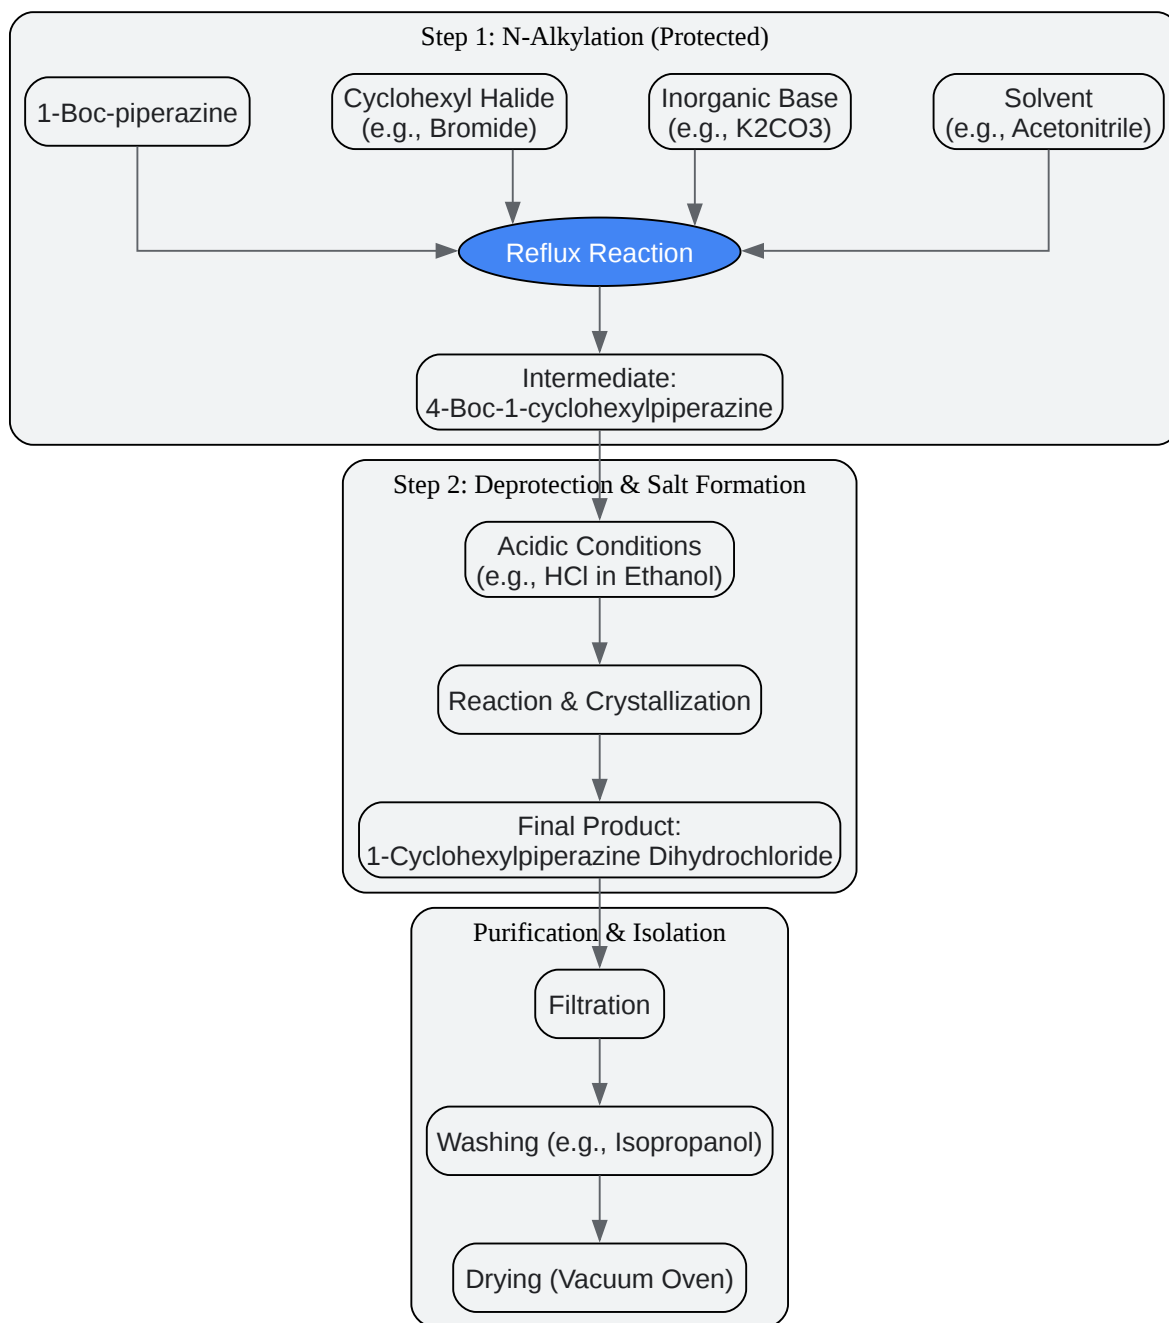 Step 1: N-Alkylation (Protected)
1-Boc-piperazine
Cyclohexyl Halide
(e.g., Bromide)
Inorganic Base
(e.g., K2CO3)
Solvent
(e.g., Acetonitrile)
Reflux Reaction
Intermediate:
4-Boc-1-cyclohexylpiperazine
Step 2: Deprotection & Salt Formation
Acidic Conditions
(e.g., HCl in Ethanol)
Reaction & Crystallization
Final Product:
1-Cyclohexylpiperazine Dihydrochloride
Purification & Isolation
Filtration
Washing (e.g., Isopropanol)
Drying (Vacuum Oven)